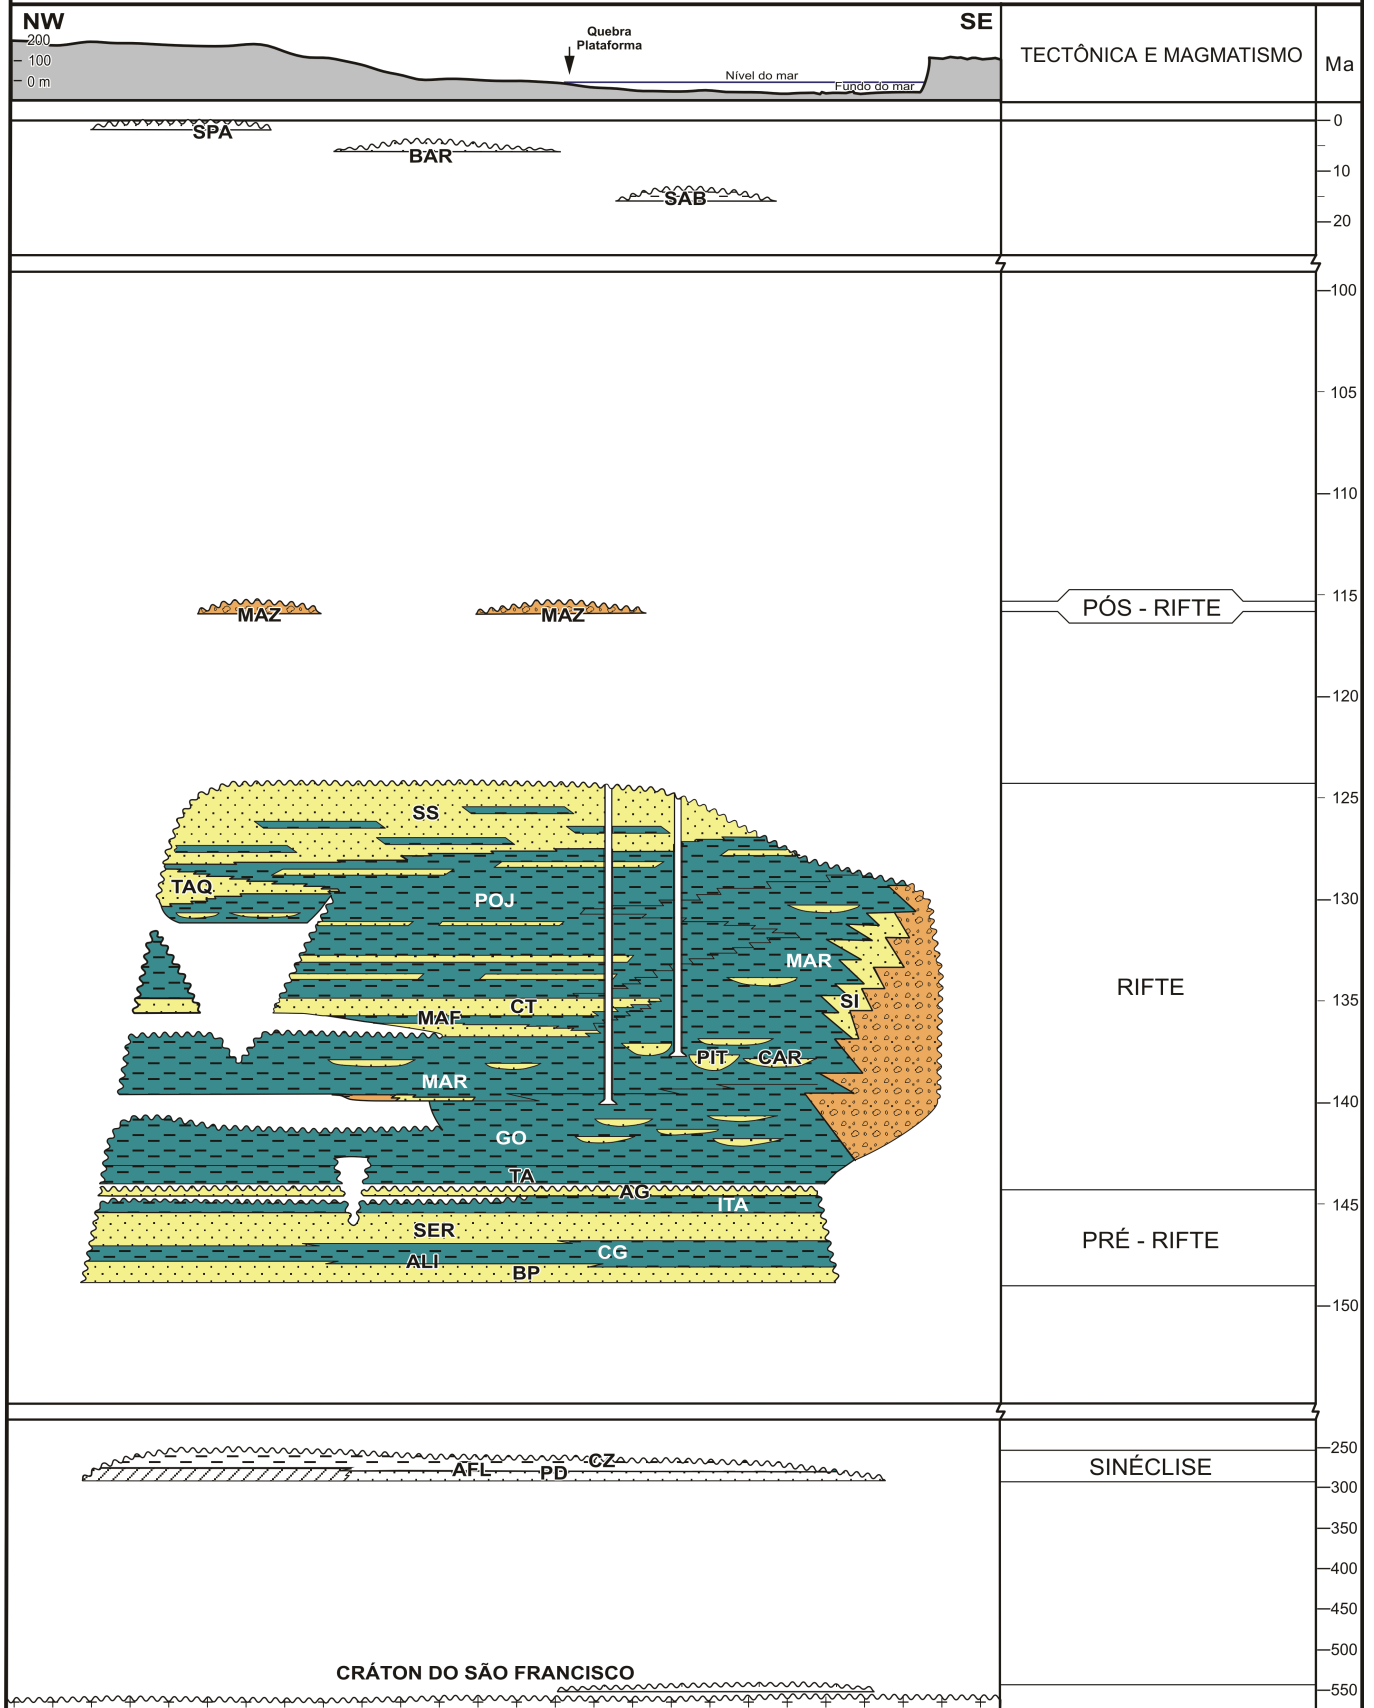 NW
SE
200
100
0 m
Quebra
Plataforma
Nível do mar
Fundo do mar
TECTÔNICA E MAGMATISMO
Ma
SPA
BAR
SAB
0
10
20
100
105
110
115
120
125
130
135
140
145
150
250
300
350
400
450
500
550
MAZ
MAZ
PÓS - RIFTE
SS
TAQ
POJ
MAR
SI
CT
MAF
PIT
CAR
MAR
GO
TA
AG
ITA
SER
CG
ALI
BP
RIFTE
PRÉ - RIFTE
CZ
AFL
PD
SINÉCLISE
CRÁTON DO SÃO FRANCISCO